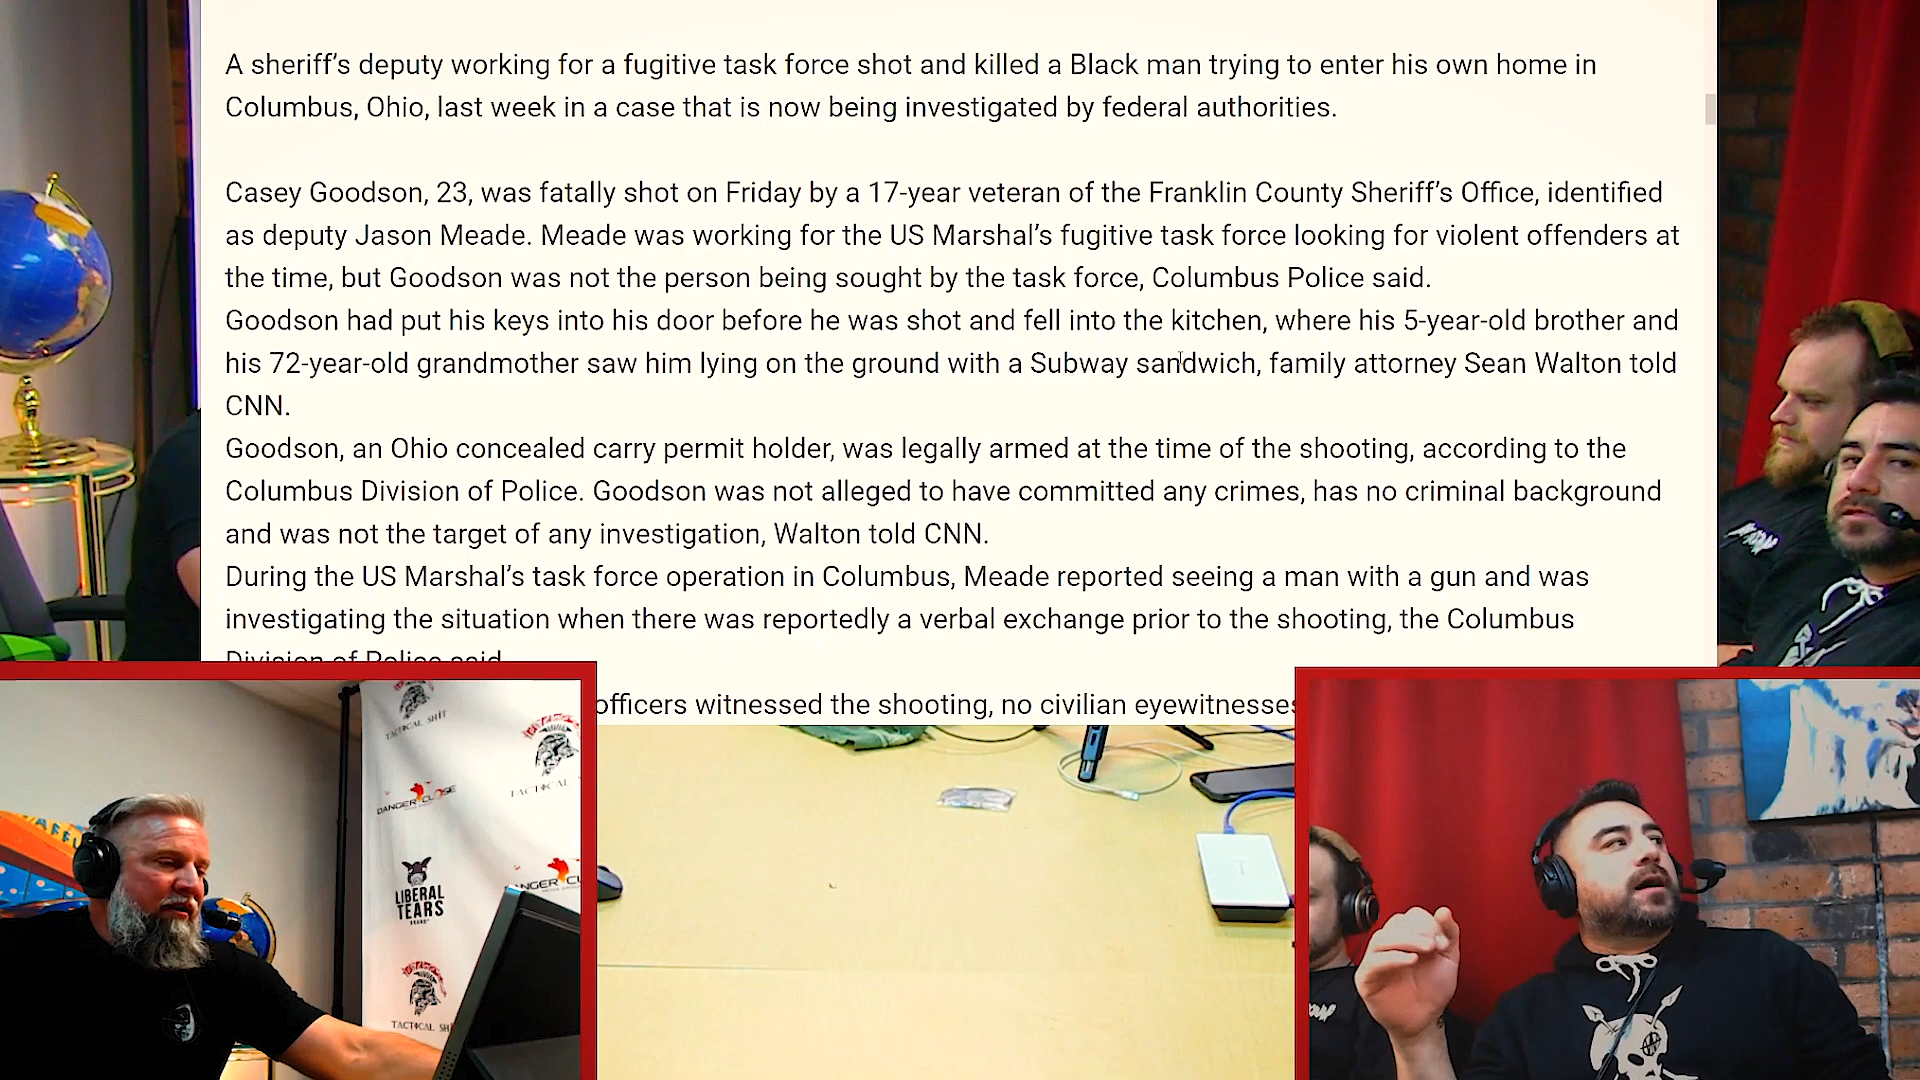 A sheriff’s deputy working for a fugitive task force shot and killed a Black man trying to enter his own home in
Columbus, Ohio, last week in a case that is now being investigated by federal authorities.
Casey Goodson, 23, was fatally shot on Friday by a 17-year veteran of the Franklin County Sheriff’s Office, identified
as deputy Jason Meade. Meade was working for the US Marshal’s fugitive task force looking for violent offenders at
the time, but Goodson was not the person being sought by the task force, Columbus Police said.
Goodson had put his keys into his door before he was shot and fell into the kitchen, where his 5-year-old brother and
his 72-year-old grandmother saw him lying on the ground with a Subway sandwich, family attorney Sean Walton told
CNN.
Goodson, an Ohio concealed carry permit holder, was legally armed at the time of the shooting, according to the
Columbus Division of Police. Goodson was not alleged to have committed any crimes, has no criminal background
and was not the target of any investigation, Walton told CNN.
During the US Marshal’s task force operation in Columbus, Meade reported seeing a man with a gun and was
investigating the situation when there was reportedly a verbal exchange prior to the shooting, the Columbus
Division of Police said
officers witnessed the shooting, no civilian eyewitnesses
TACTICAL SHIT
TACTICAL
DANGER CLOSE
LIBERAL
TEARS
TACTICAL SH